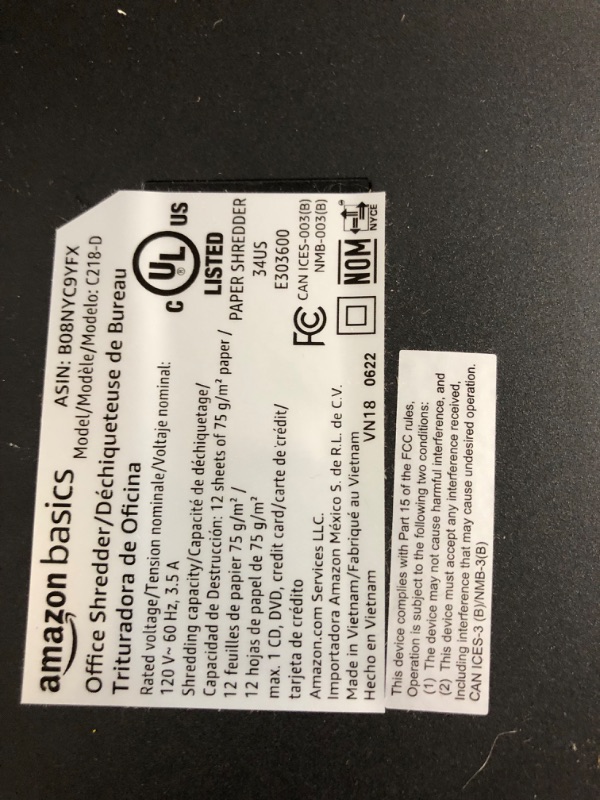 amazon basics
ASIN: B08NYC9YFX
Model/Modèle/Modelo: C218-D
Office Shredder/Déchiqueteuse de Bureau
Trituradora de Oficina
Rated voltage/Tension nominale/Voltaje nominal:
120 V~ 60 Hz, 3.5 A
Shredding capacity/Capacité de déchiquetage/
Capacidad de Destrucción: 12 sheets of 75 g/m² paper /
12 feuilles de papier 75 g/m² /
12 hojas de papel de 75 g/m²
max. 1 CD, DVD, credit card/carte de crédit/
tarjeta de crédito
Amazon.com Services LLC.
Importadora Amazon México S. de R.L. de C.V.
Made in Vietnam/Fabriqué au Vietnam
Hecho en Vietnam
VN18 0622
C UL US
LISTED
PAPER SHREDDER
34US
E303600
FC CAN ICES-003(B)
NMB-003(B)
NOM
NYCE
This device complies with Part 15 of the FCC rules,
Operation is subject to the following two conditions:
(1) The device may not cause harmful interference, and
(2) This device must accept any interference received,
Including interference that may cause undesired operation.
CAN ICES-3 (B)/NMB-3(B)